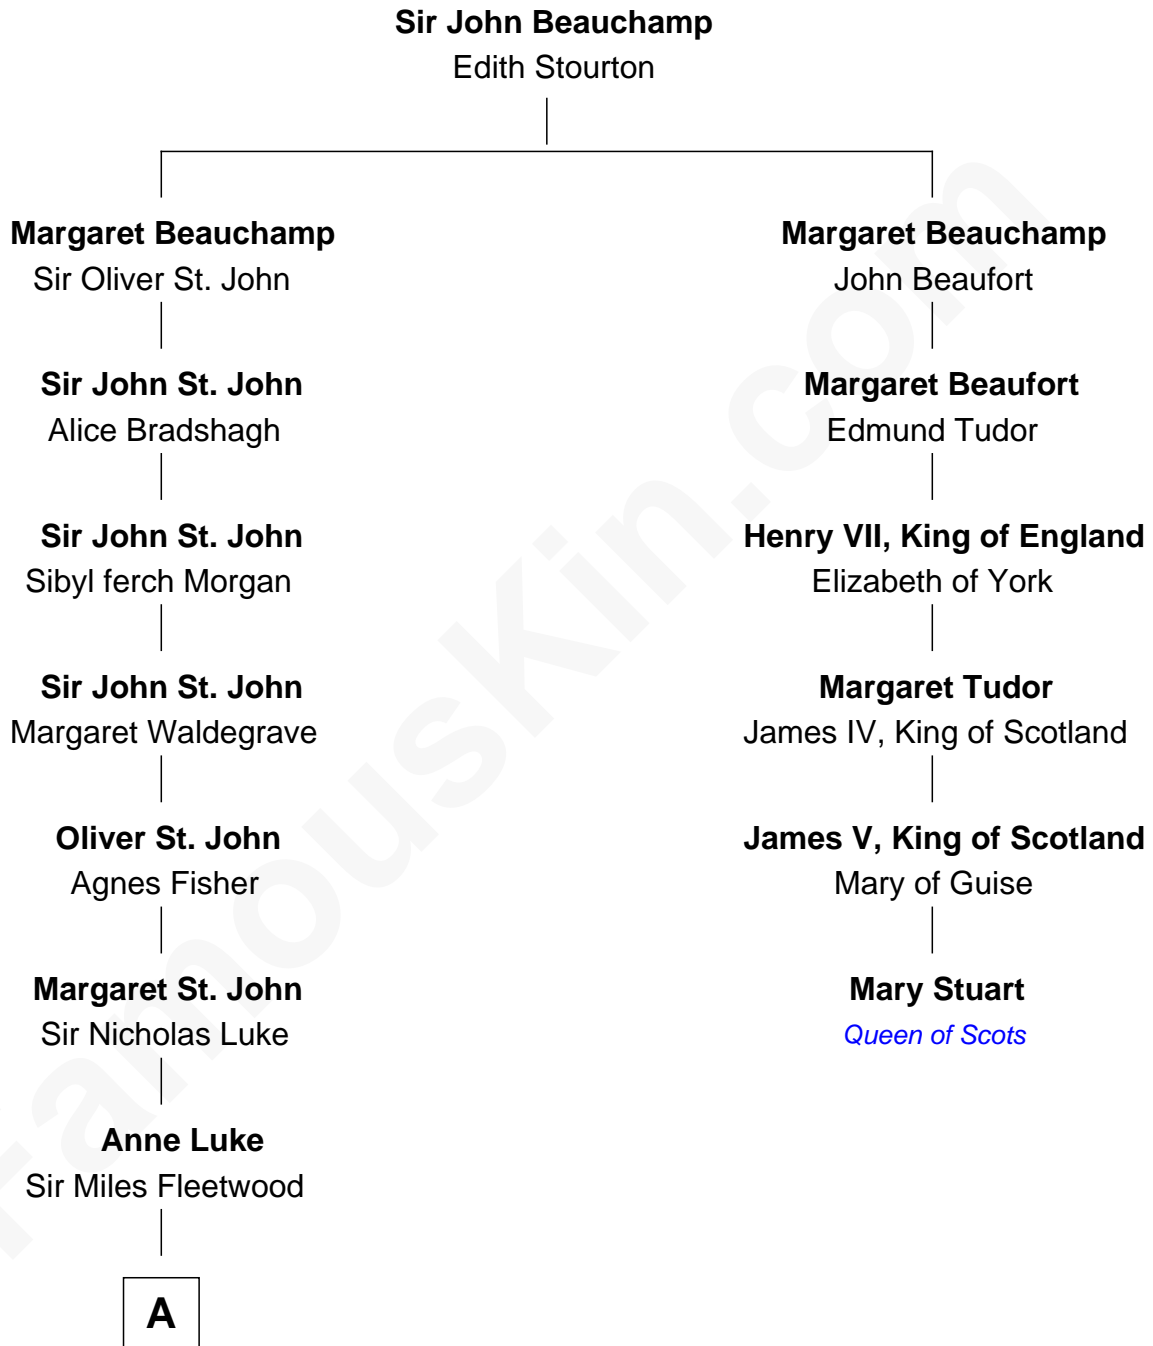 Sir John Beauchamp
Edith Stourton
Margaret Beauchamp
Sir Oliver St. John
Margaret Beauchamp
John Beaufort
Sir John St. John
Alice Bradshagh
Margaret Beaufort
Edmund Tudor
Sir John St. John
Sibyl ferch Morgan
Henry VII, King of England
Elizabeth of York
Sir John St. John
Margaret Waldegrave
Margaret Tudor
James IV, King of Scotland
Oliver St. John
Agnes Fisher
James V, King of Scotland
Mary of Guise
Margaret St. John
Sir Nicholas Luke
Mary Stuart
Queen of Scots
Anne Luke
Sir Miles Fleetwood
A
FamousKin.com